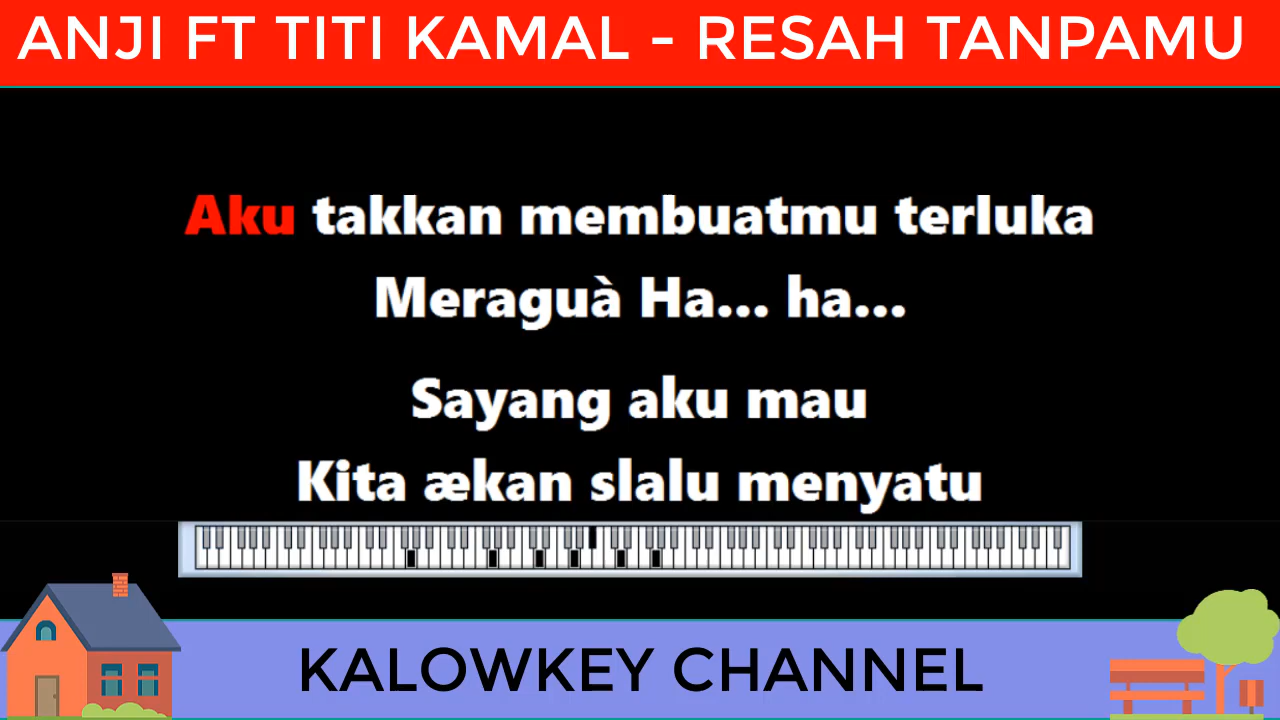 ANJI FT TITI KAMAL - RESAH TANPAMU
Aku takkan membuatmu terluka
Meraguà Ha... ha...
Sayang aku mau
Kita ækan slalu menyatu
KALOWKEY CHANNEL